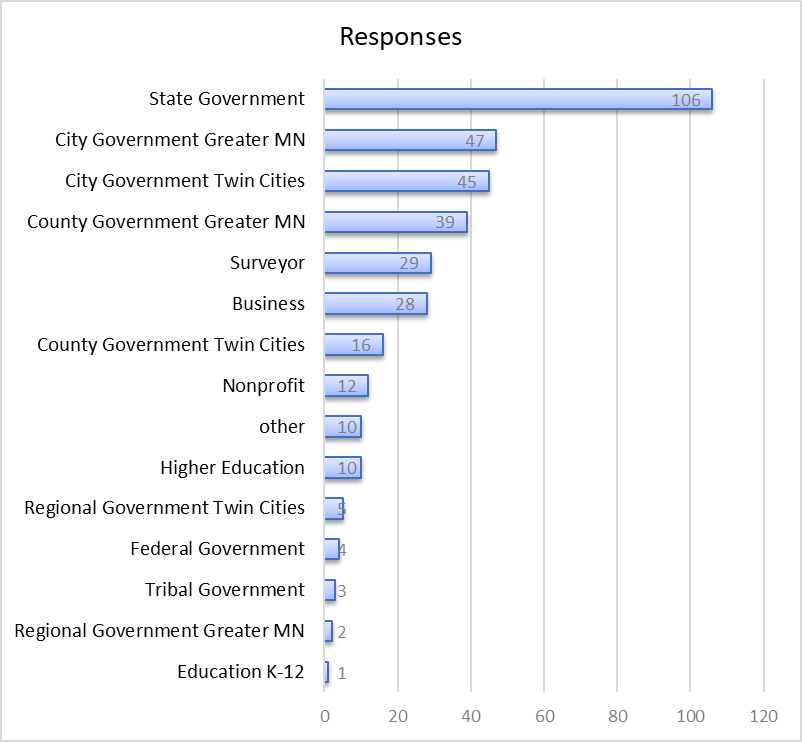 Responses
State Government 106
City Government Greater MN 47
City Government Twin Cities 45
County Government Greater MN 39
Surveyor 29
Business 28
County Government Twin Cities 16
Nonprofit 12
other 10
Higher Education 10
Regional Government Twin Cities 5
Federal Government 4
Tribal Government 3
Regional Government Greater MN 2
Education K-12 1
0 20 40 60 80 100 120